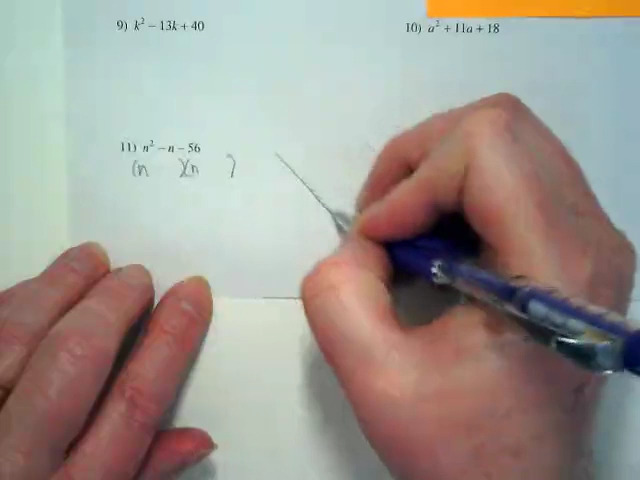 9) k² − 13k + 40
10) a² + 11a + 18
11) n² − n − 56
(n )(n )